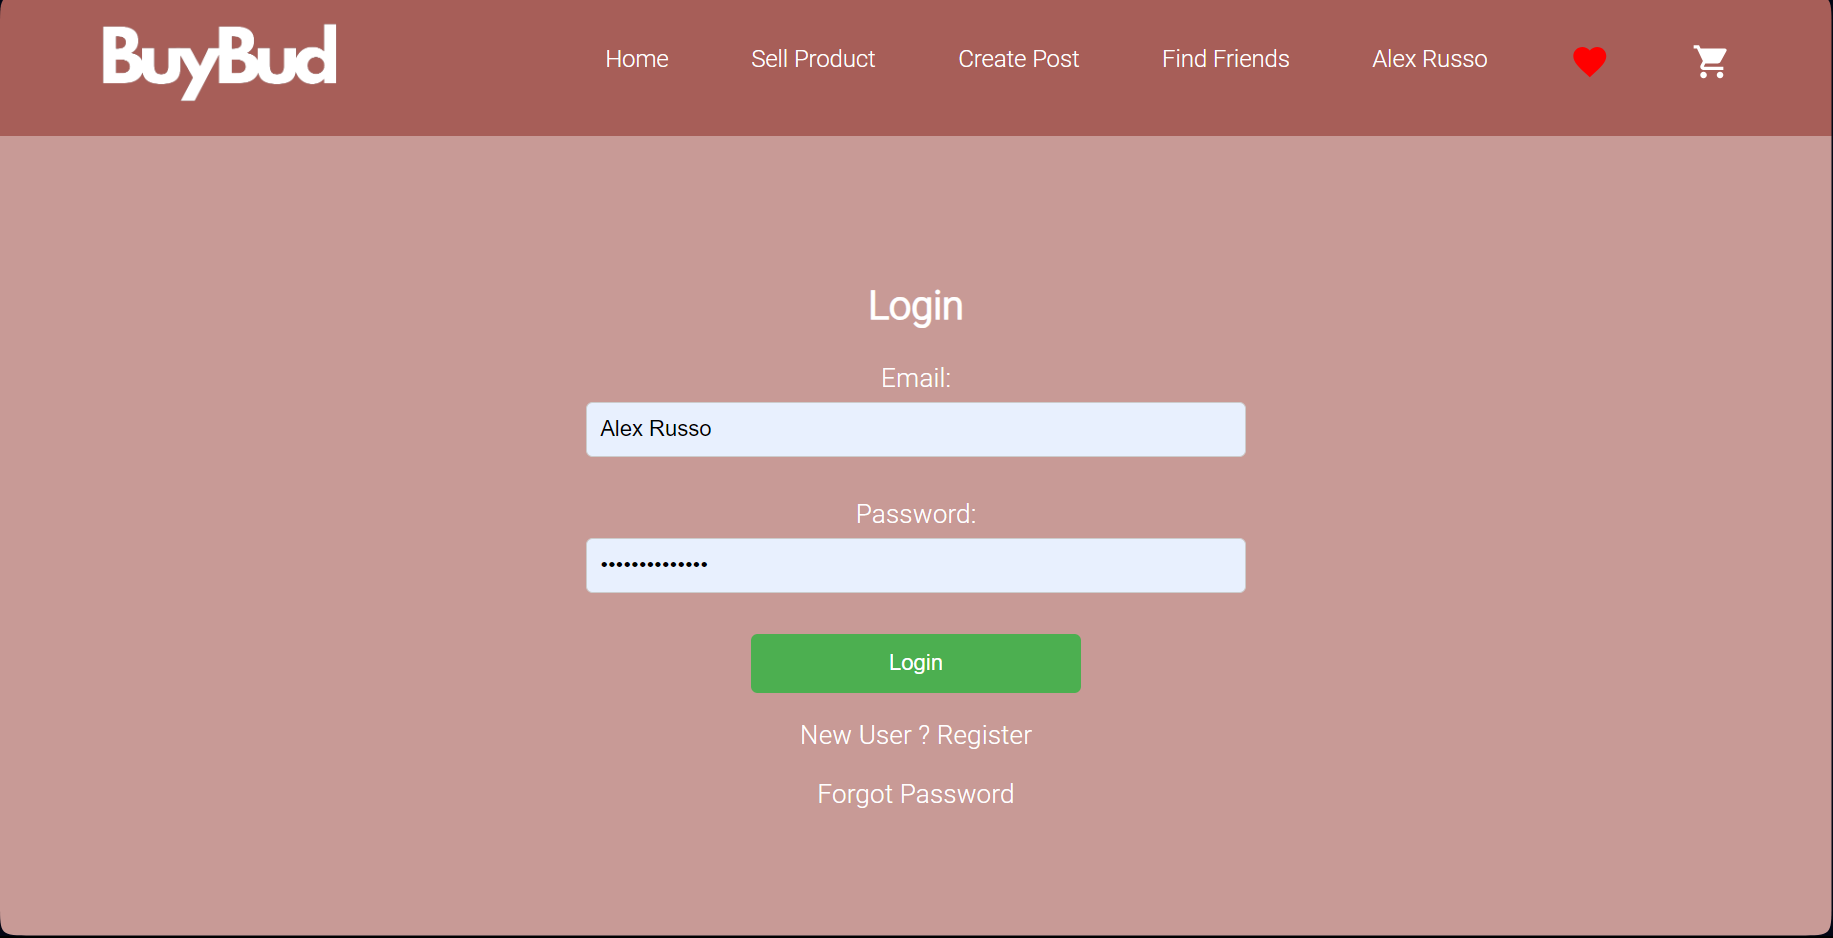 BuyBud Home Sell Product Create Post Find Friends Alex Russo
Login
Email:
Alex Russo
Password:
••••••••••••••
Login
New User ? Register
Forgot Password